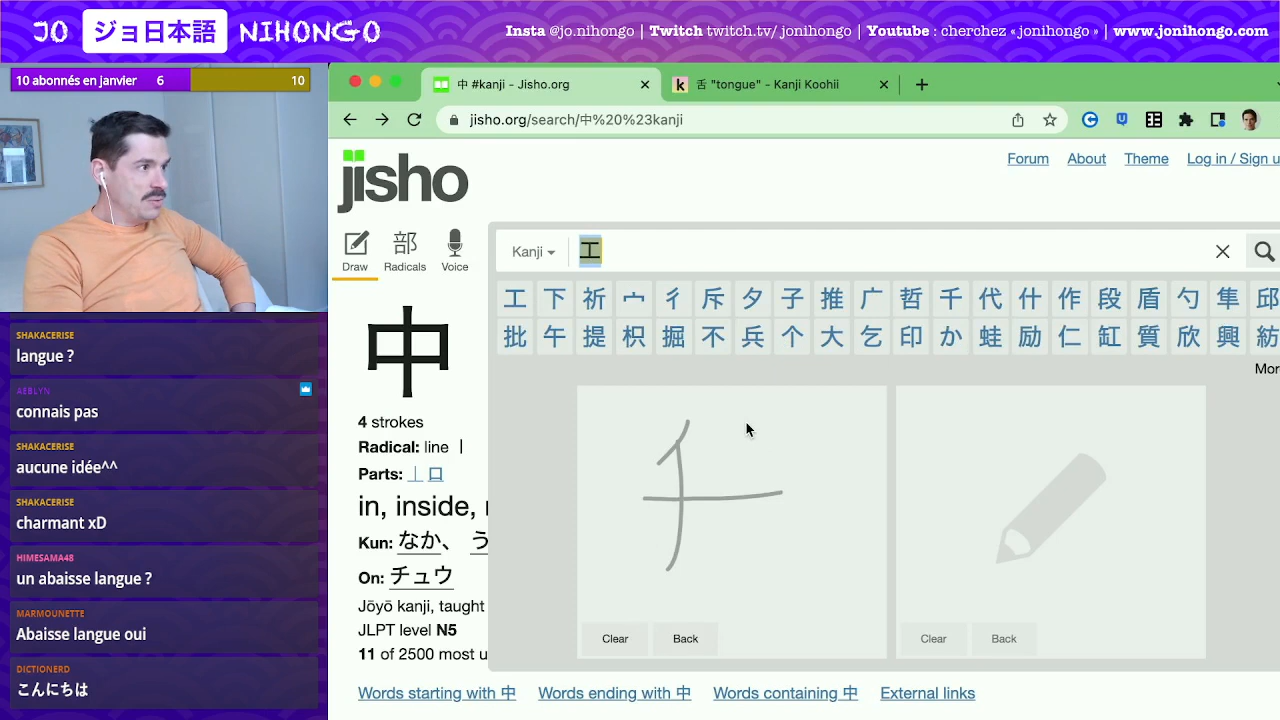 JO ジョ日本語 NIHONGO
Insta @jo.nihongo | Twitch twitch.tv/ jonihongo | Youtube : cherchez « jonihongo » | www.jonihongo.com
10 abonnés en janvier 6 10
中 #kanji - Jisho.org
k 舌 "tongue" – Kanji Koohii
jisho.org/search/中%20%23kanji
jisho
Forum About Theme Log in / Sign u
Draw
部 Radicals
Voice
Kanji 工
工 下 祈 宀 彳 斥 夕 子 推 广 哲 千 代 什 作 段 盾 勺 隼 邱
批 午 提 枳 掘 不 兵 个 大 乞 印 か 蛙 励 仁 缸 質 欣 興 紡
Mor
中
4 strokes
Radical: line 丨
Parts: ⼁ 口
in, inside,
Kun: なか、 う
On: チュウ
Jōyō kanji, taught
JLPT level N5
11 of 2500 most u
Clear Back
Clear Back
Words starting with 中 Words ending with 中 Words containing 中 External links
SHAKACERISE
langue ?
AEBLYN
connais pas
SHAKACERISE
aucune idée^^
SHAKACERISE
charmant xD
HIMESAMA48
un abaisse langue ?
MARMOUNETTE
Abaisse langue oui
DICTIONERD
こんにちは